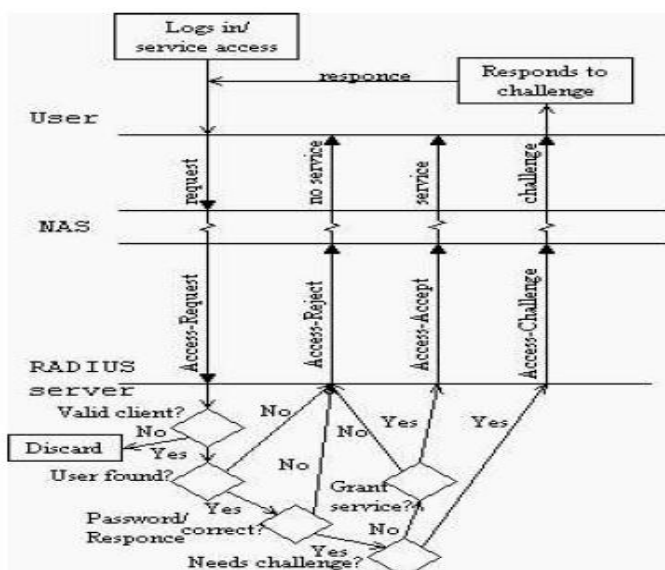 Logs in/
service access
responce
Responds to
challenge
User
request
no service
service
challenge
NAS
Access-Request
Access-Reject
Access-Accept
Access-Challenge
RADIUS
server
Valid client?
No
Discard
Yes
No
No
Yes
Yes
User found?
No
Yes
Grant
service?
Password/
Responce
correct?
No
Yes
Needs challenge?